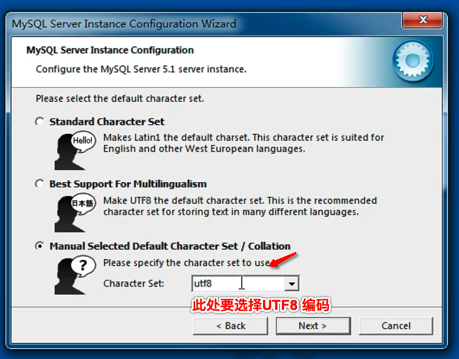 MySQL Server Instance Configuration Wizard
MySQL Server Instance Configuration
Configure the MySQL Server 5.1 server instance.
Please select the default character set.
Standard Character Set
Hello!
Makes Latin1 the default charset. This character set is suited for
English and other West European languages.
Best Support For Multilingualism
日本語
Make UTF8 the default character set. This is the recommended
character set for storing text in many different languages.
Manual Selected Default Character Set / Collation
?
Please specify the character set to use.
Character Set:
utf8
此处要选择UTF8 编码
< Back
Next >
Cancel